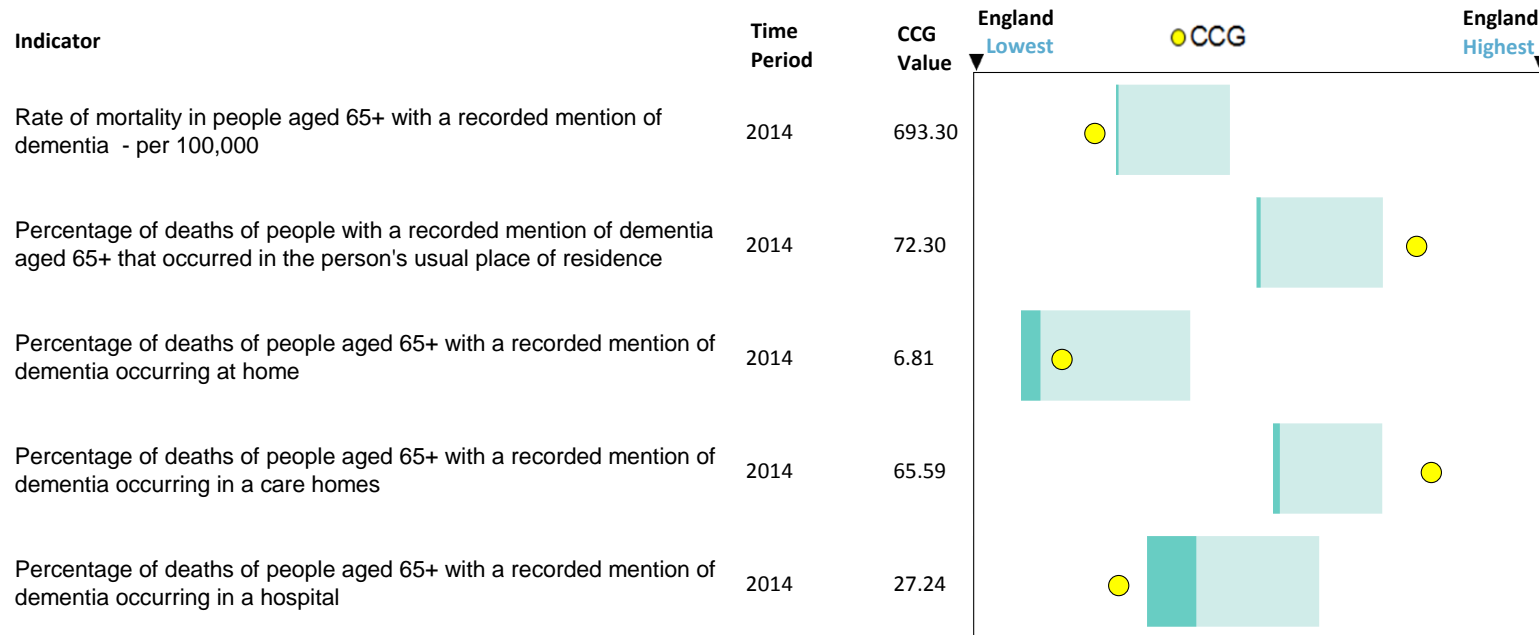 Indicator
Time
Period
CCG
Value
England
Lowest
CCG
England
Highest
Rate of mortality in people aged 65+ with a recorded mention of
dementia  - per 100,000
2014
693.30
Percentage of deaths of people with a recorded mention of dementia
aged 65+ that occurred in the person's usual place of residence
2014
72.30
Percentage of deaths of people aged 65+ with a recorded mention of
dementia occurring at home
2014
6.81
Percentage of deaths of people aged 65+ with a recorded mention of
dementia occurring in a care homes
2014
65.59
Percentage of deaths of people aged 65+ with a recorded mention of
dementia occurring in a hospital
2014
27.24